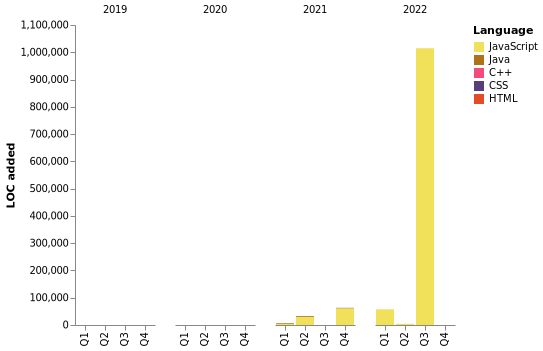 2019 2020 2021 2022
Language
JavaScript
Java
C++
CSS
HTML
LOC added
1,100,000
1,000,000
900,000
800,000
700,000
600,000
500,000
400,000
300,000
200,000
100,000
0
Q1 Q2 Q3 Q4 Q1 Q2 Q3 Q4 Q1 Q2 Q3 Q4 Q1 Q2 Q3 Q4